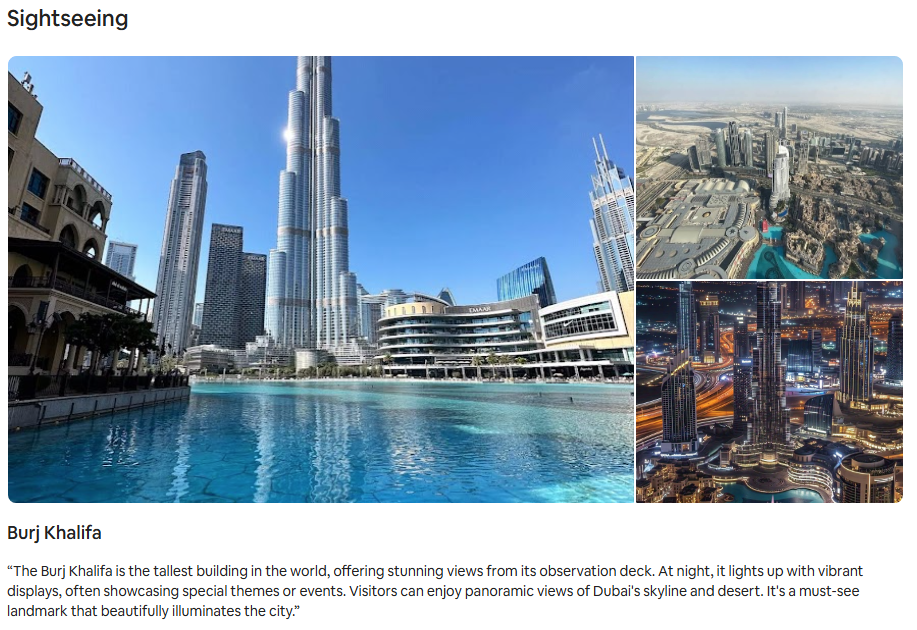 Sightseeing
EMAAR
EMAAR
Burj Khalifa
“The Burj Khalifa is the tallest building in the world, offering stunning views from its observation deck. At night, it lights up with vibrant
displays, often showcasing special themes or events. Visitors can enjoy panoramic views of Dubai's skyline and desert. It's a must-see
landmark that beautifully illuminates the city.”